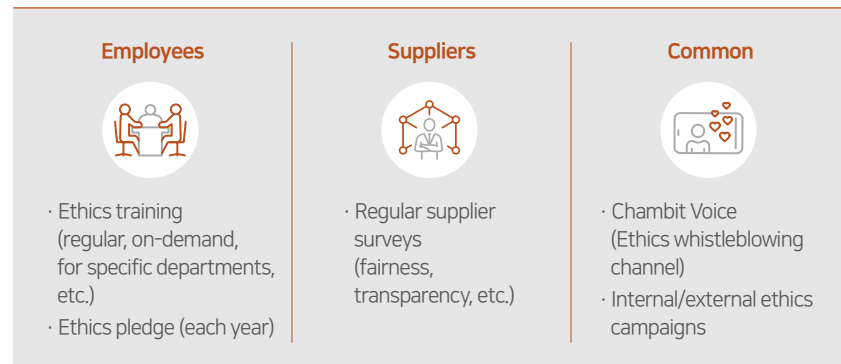 Employees
· Ethics training
(regular, on-demand,
for specific departments,
etc.)
· Ethics pledge (each year)
Suppliers
· Regular supplier
surveys
(fairness,
transparency, etc.)
Common
· Chambit Voice
(Ethics whistleblowing
channel)
· Internal/external ethics
campaigns